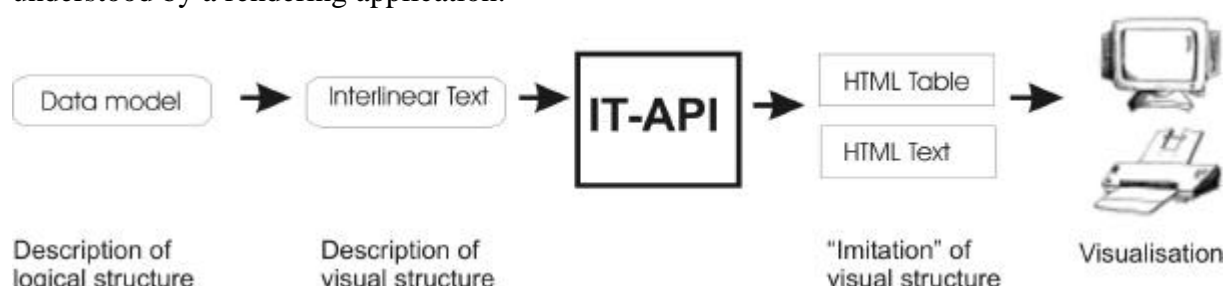 understood by a rendering application.
Data model
Interlinear Text
IT-API
HTML Table
HTML Text
Description of
logical structure
Description of
visual structure
"Imitation" of
visual structure
Visualisation